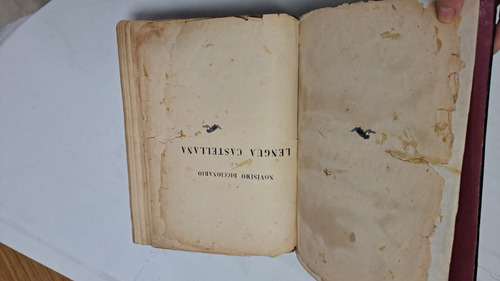 NOVÍSIMO DICCIONARIO
LENGUA CASTELLANA